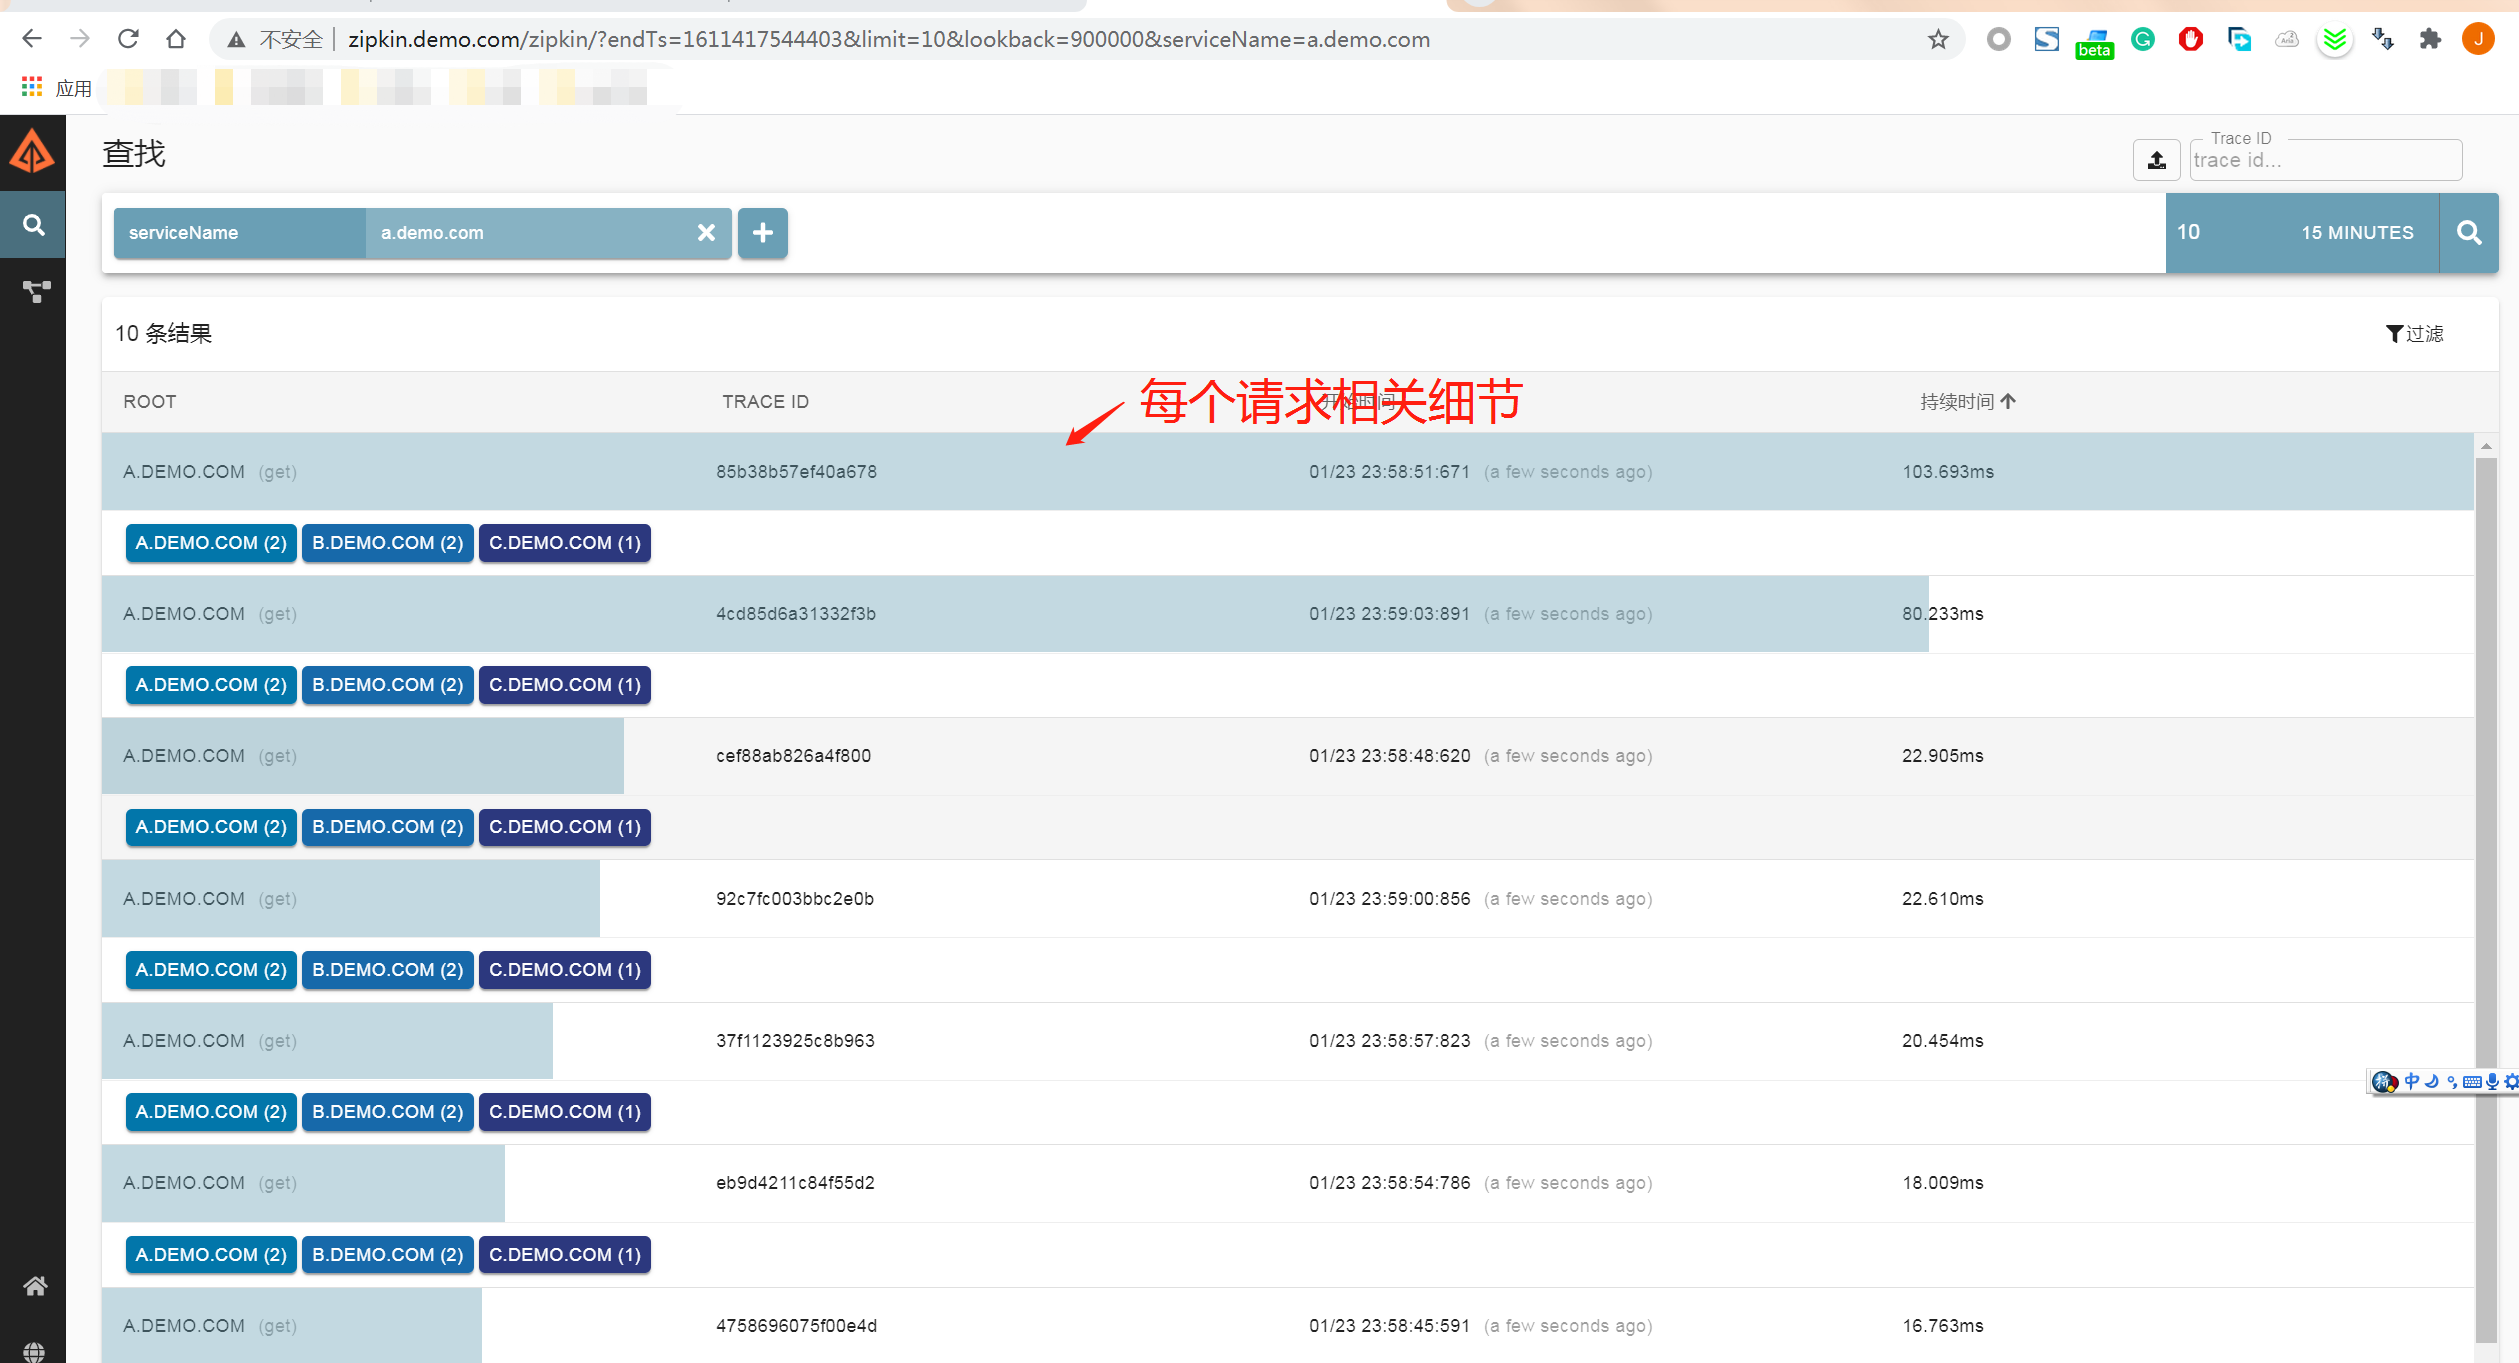 不安全 zipkin.demo.com/zipkin/?endTs=1611417544403&limit=10&lookback=900000&serviceName=a.demo.com
beta
J
应用
查找
Trace ID
trace id...
serviceName a.demo.com
10 15 MINUTES
10 条结果
过滤
每个请求相关细节
ROOT TRACE ID 开始时间 持续时间
A.DEMO.COM (get) 85b38b57ef40a678 01/23 23:58:51:671 (a few seconds ago) 103.693ms
A.DEMO.COM (2) B.DEMO.COM (2) C.DEMO.COM (1)
A.DEMO.COM (get) 4cd85d6a31332f3b 01/23 23:59:03:891 (a few seconds ago) 80.233ms
A.DEMO.COM (2) B.DEMO.COM (2) C.DEMO.COM (1)
A.DEMO.COM (get) cef88ab826a4f800 01/23 23:58:48:620 (a few seconds ago) 22.905ms
A.DEMO.COM (2) B.DEMO.COM (2) C.DEMO.COM (1)
A.DEMO.COM (get) 92c7fc003bbc2e0b 01/23 23:59:00:856 (a few seconds ago) 22.610ms
A.DEMO.COM (2) B.DEMO.COM (2) C.DEMO.COM (1)
A.DEMO.COM (get) 37f1123925c8b963 01/23 23:58:57:823 (a few seconds ago) 20.454ms
中
A.DEMO.COM (2) B.DEMO.COM (2) C.DEMO.COM (1)
A.DEMO.COM (get) eb9d4211c84f55d2 01/23 23:58:54:786 (a few seconds ago) 18.009ms
A.DEMO.COM (2) B.DEMO.COM (2) C.DEMO.COM (1)
A.DEMO.COM (get) 4758696075f00e4d 01/23 23:58:45:591 (a few seconds ago) 16.763ms